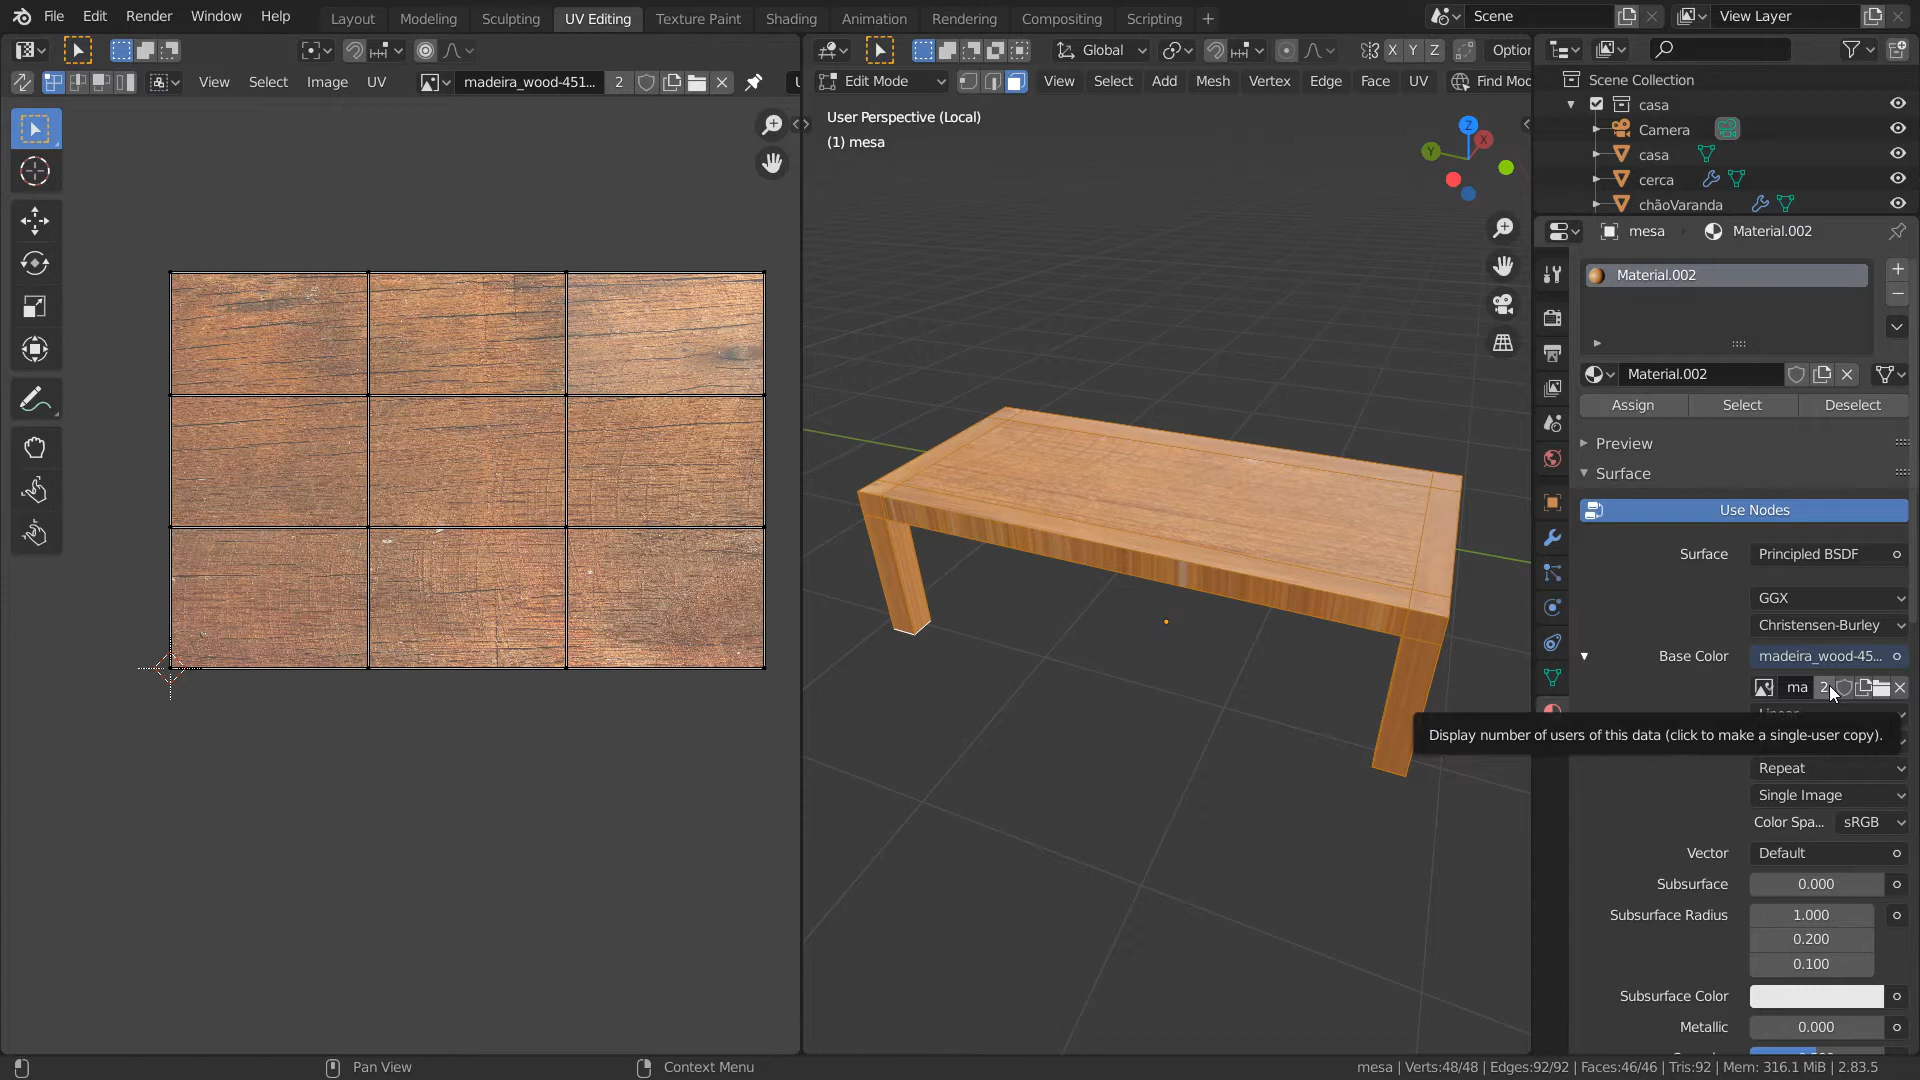 File Edit Render Window Help Layout Modeling Sculpting UV Editing Texture Paint Shading Animation Rendering Compositing Scripting + Scene View Layer
Global X Y Z Option
View Select Image UV madeira_wood-451... 2
Edit Mode View Select Add Mesh Vertex Edge Face UV Find Mod
User Perspective (Local)
(1) mesa
Z
X
Y
Scene Collection
casa
Camera
casa
cerca
chãoVaranda
mesa Material.002
Material.002
Material.002
Assign Select Deselect
Preview
Surface
Use Nodes
Surface Principled BSDF
GGX
Christensen-Burley
Base Color madeira_wood-45...
ma 2
Linear
Display number of users of this data (click to make a single-user copy).
Repeat
Single Image
Color Spa... sRGB
Vector Default
Subsurface 0.000
Subsurface Radius 1.000
0.200
0.100
Subsurface Color
Metallic 0.000
Pan View Context Menu mesa | Verts:48/48 | Edges:92/92 | Faces:46/46 | Tris:92 | Mem: 316.1 MiB | 2.83.5